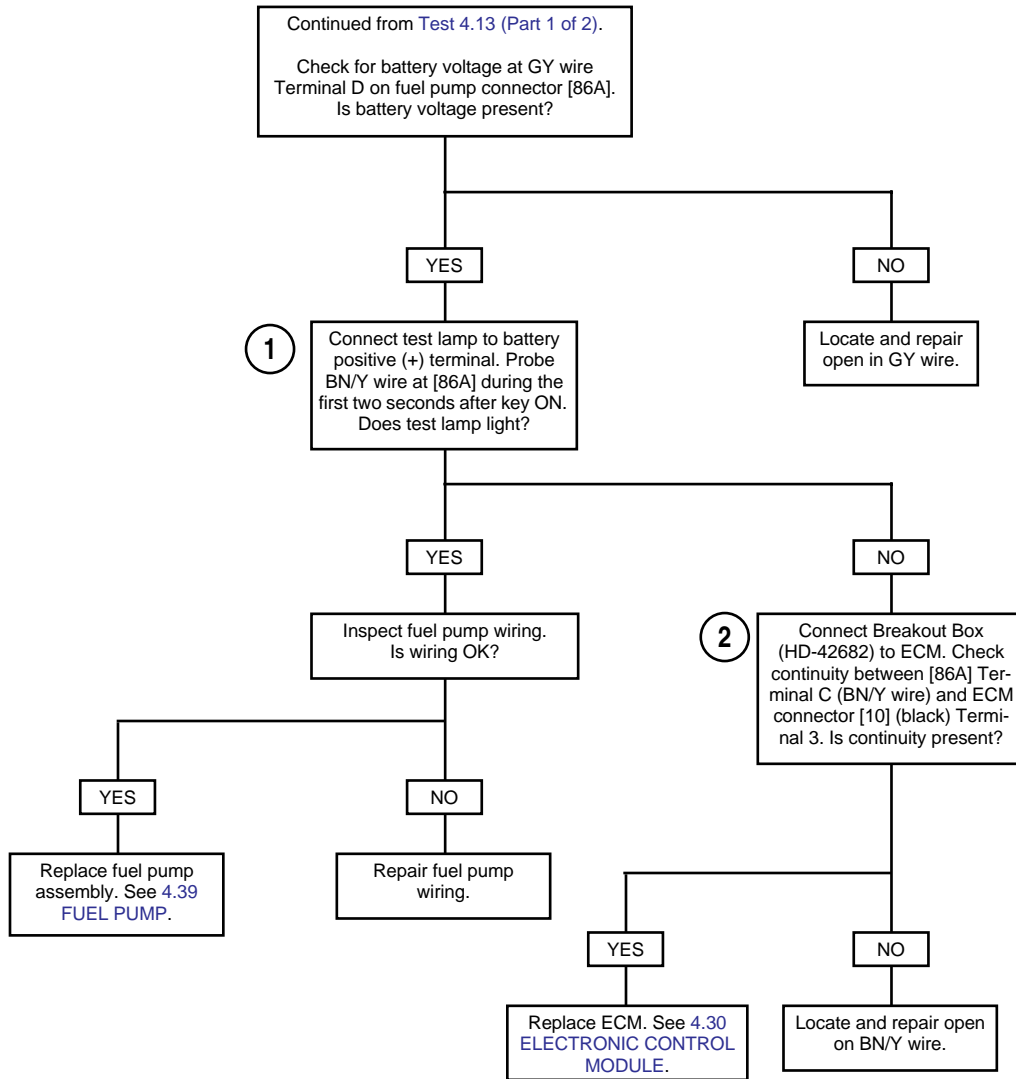 Continued from Test 4.13 (Part 1 of 2).
Check for battery voltage at GY wire
Terminal D on fuel pump connector [86A].
Is battery voltage present?
YES
NO
1
Connect test lamp to battery
positive (+) terminal. Probe
BN/Y wire at [86A] during the
first two seconds after key ON.
Does test lamp light?
Locate and repair
open in GY wire.
YES
NO
Inspect fuel pump wiring.
Is wiring OK?
2
Connect Breakout Box
(HD-42682) to ECM. Check
continuity between [86A] Ter-
minal C (BN/Y wire) and ECM
connector [10] (black) Termi-
nal 3. Is continuity present?
YES
NO
Replace fuel pump
assembly. See 4.39
FUEL PUMP.
Repair fuel pump
wiring.
YES
NO
Replace ECM. See 4.30
ELECTRONIC CONTROL
MODULE.
Locate and repair open
on BN/Y wire.